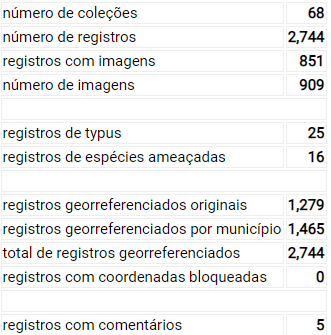 número de coleções 68
número de registros 2,744
registros com imagens 851
número de imagens 909
registros de typus 25
registros de espécies ameaçadas 16
registros georreferenciados originais 1,279
registros georreferenciados por município 1,465
total de registros georreferenciados 2,744
registros com coordenadas bloqueadas 0
registros com comentários 5